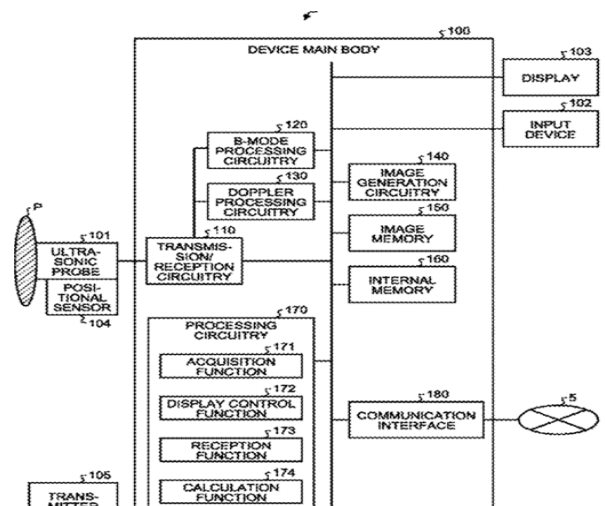 100
DEVICE MAIN BODY
103
DISPLAY
102
INPUT
DEVICE
120
B-MODE
PROCESSING
CIRCUITRY
130
DOPPLER
PROCESSING
CIRCUITRY
140
IMAGE
GENERATION
CIRCUITRY
150
IMAGE
MEMORY
160
INTERNAL
MEMORY
P
101
ULTRA-
SONIC
PROBE
POSI-
TIONAL
SENSOR
104
110
TRANSMIS-
SION/
RECEPTION
CIRCUITRY
170
PROCESSING
CIRCUITRY
171
ACQUISITION
FUNCTION
172
DISPLAY CONTROL
FUNCTION
173
RECEPTION
FUNCTION
174
CALCULATION
FUNCTION
180
COMMUNICATION
INTERFACE
5
105
TRANS-
MITTER